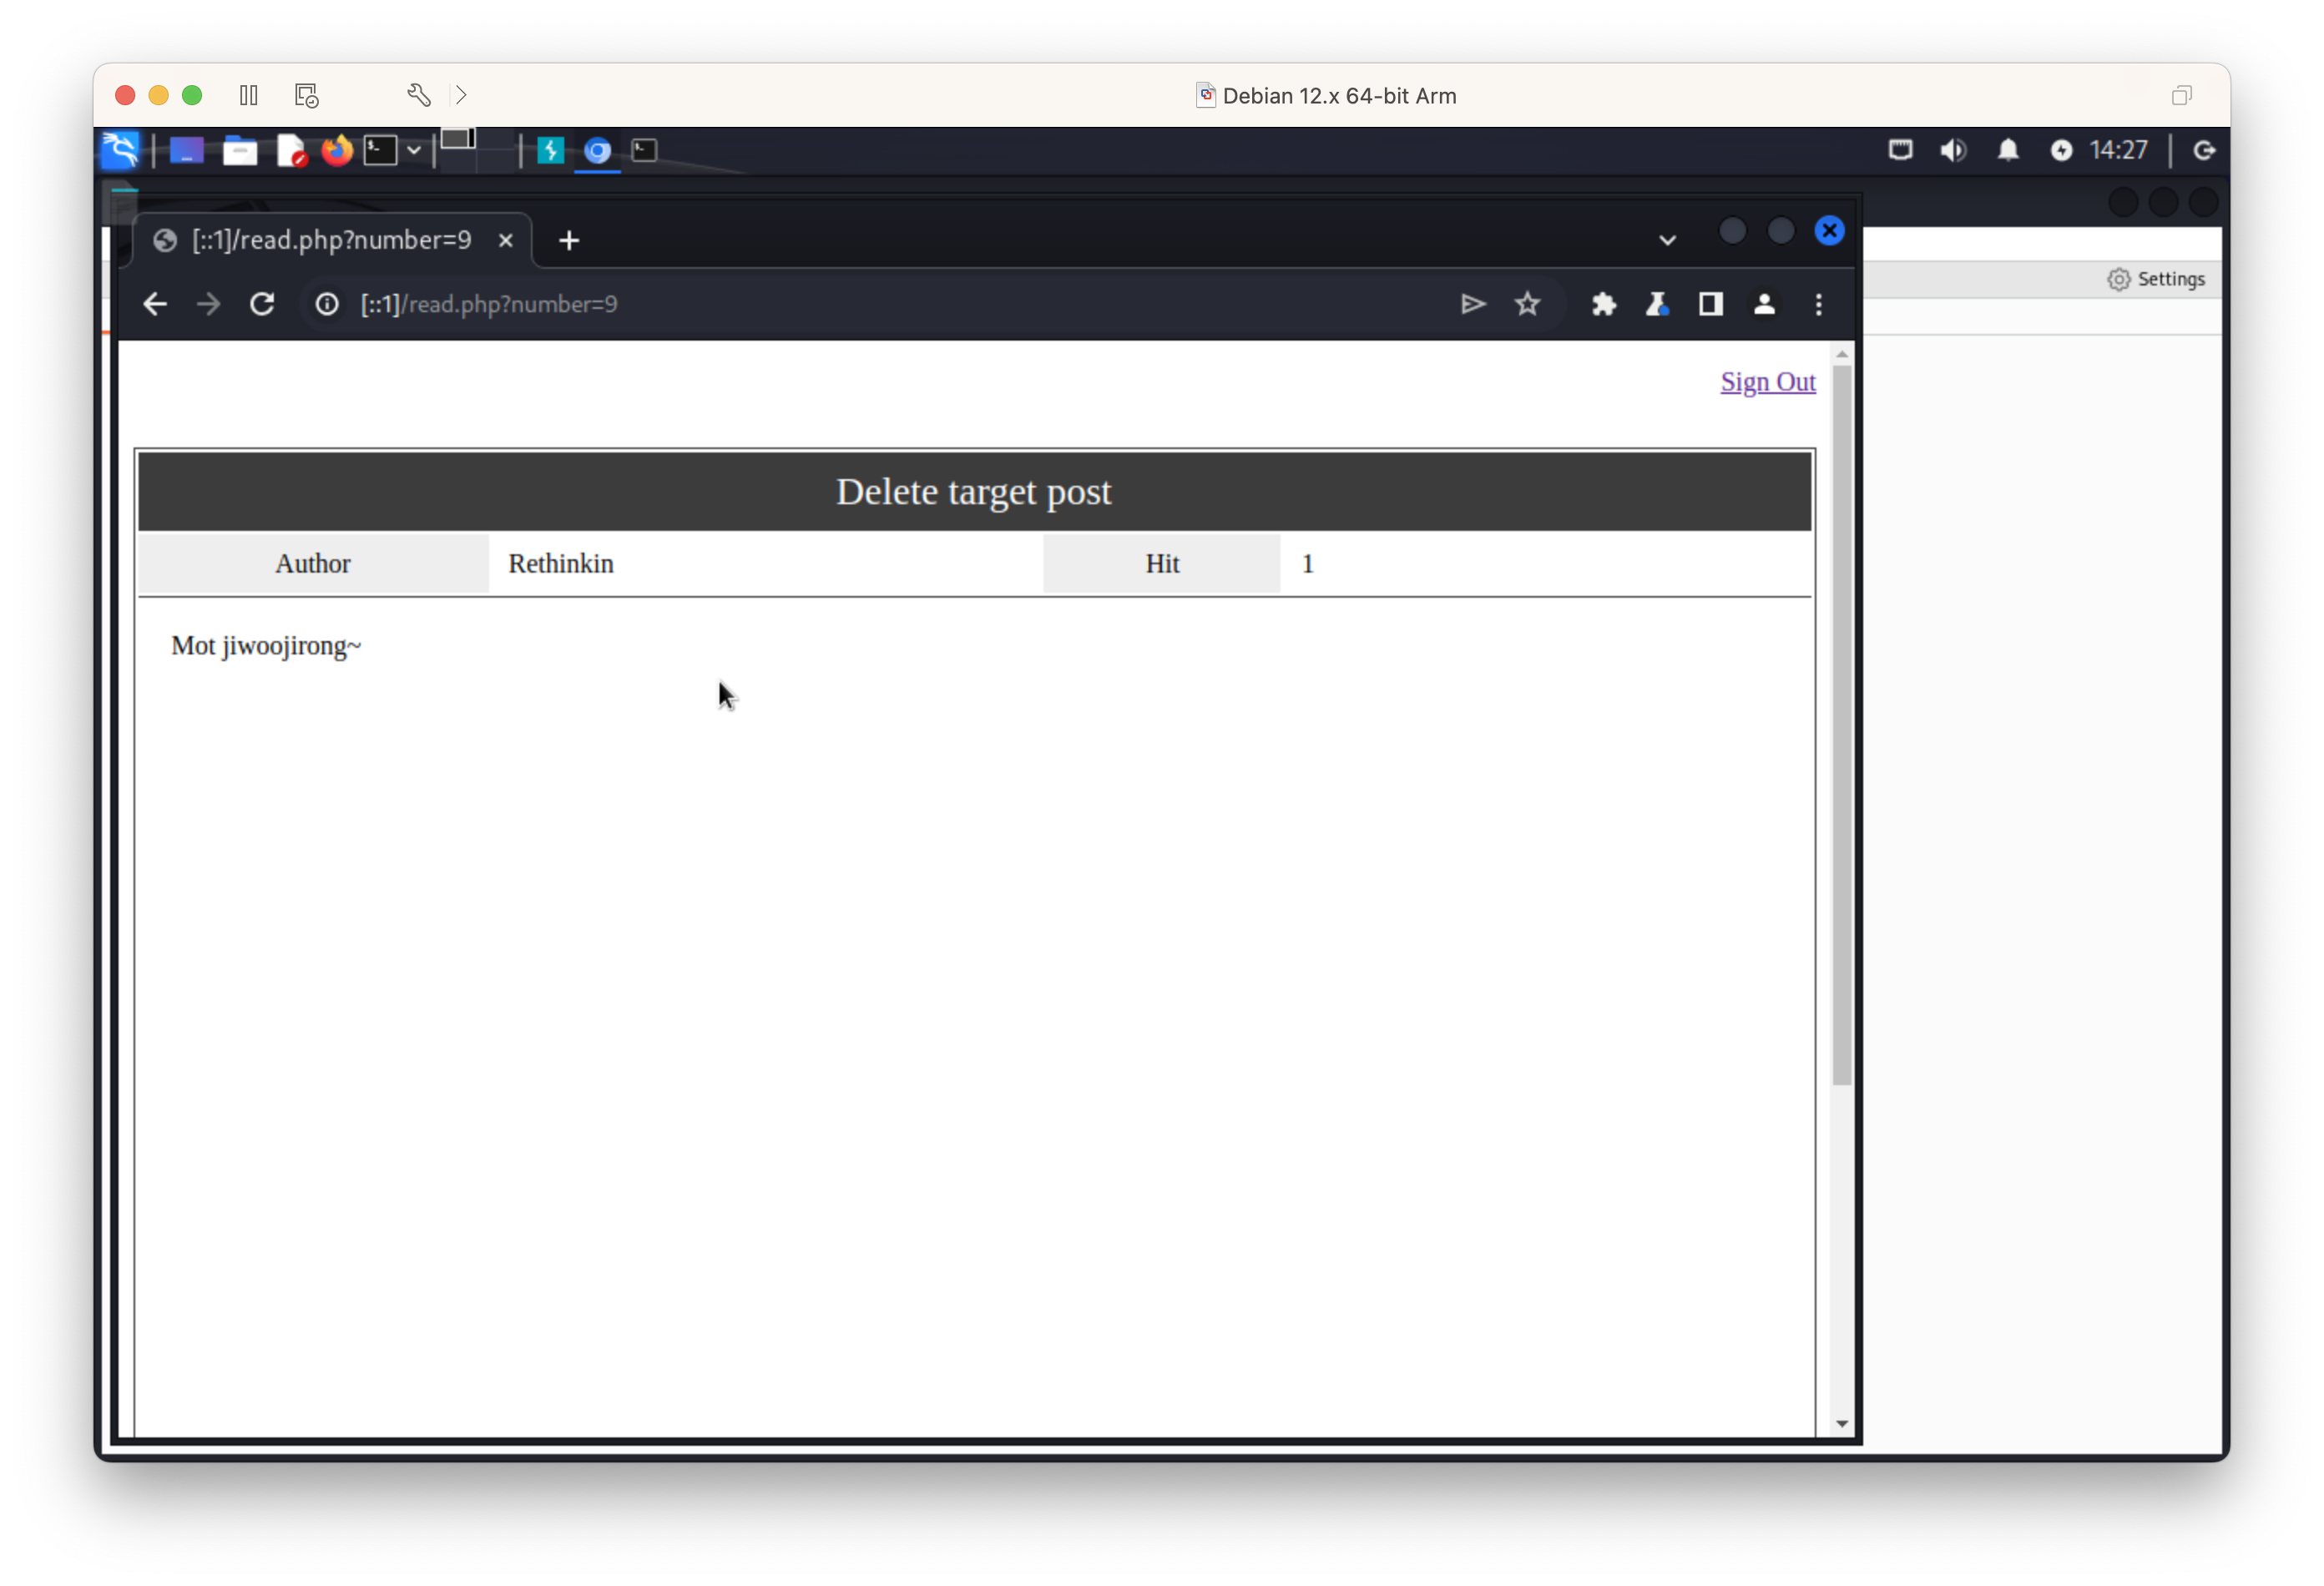 Debian 12.x 64-bit Arm
14:27
[::1]/read.php?number=9
Settings
[::1]/read.php?number=9
Sign Out
Delete target post
Author Rethinkin Hit 1
Mot jiwoojirong~